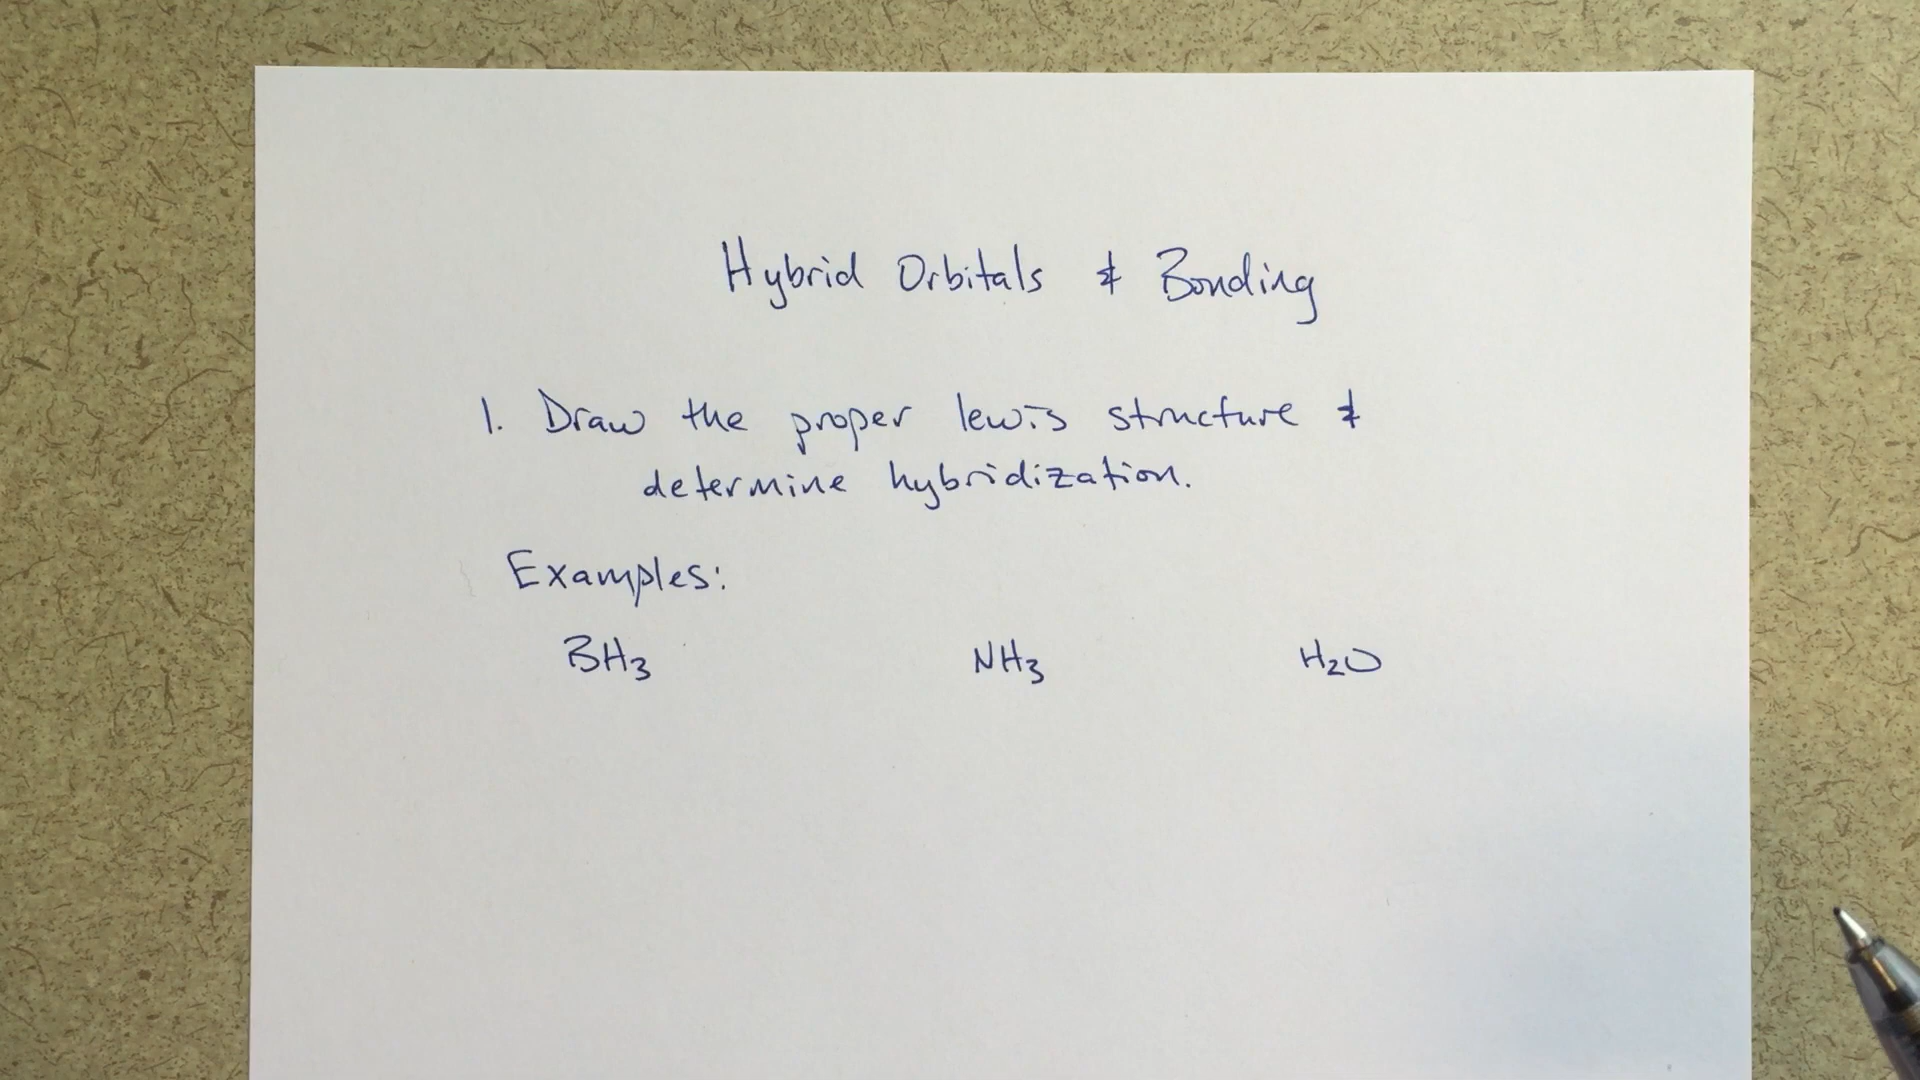 Hybrid Orbitals & Bonding
1. Draw the proper lewis structure &
determine hybridization.
Examples:
BH₃ NH₃ H₂O